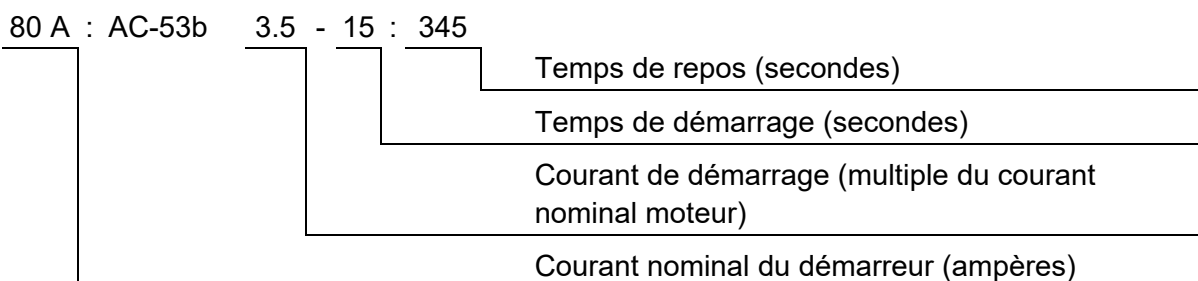 80 A : AC-53b 3.5 - 15 : 345
Temps de repos (secondes)
Temps de démarrage (secondes)
Courant de démarrage (multiple du courant
nominal moteur)
Courant nominal du démarreur (ampères)